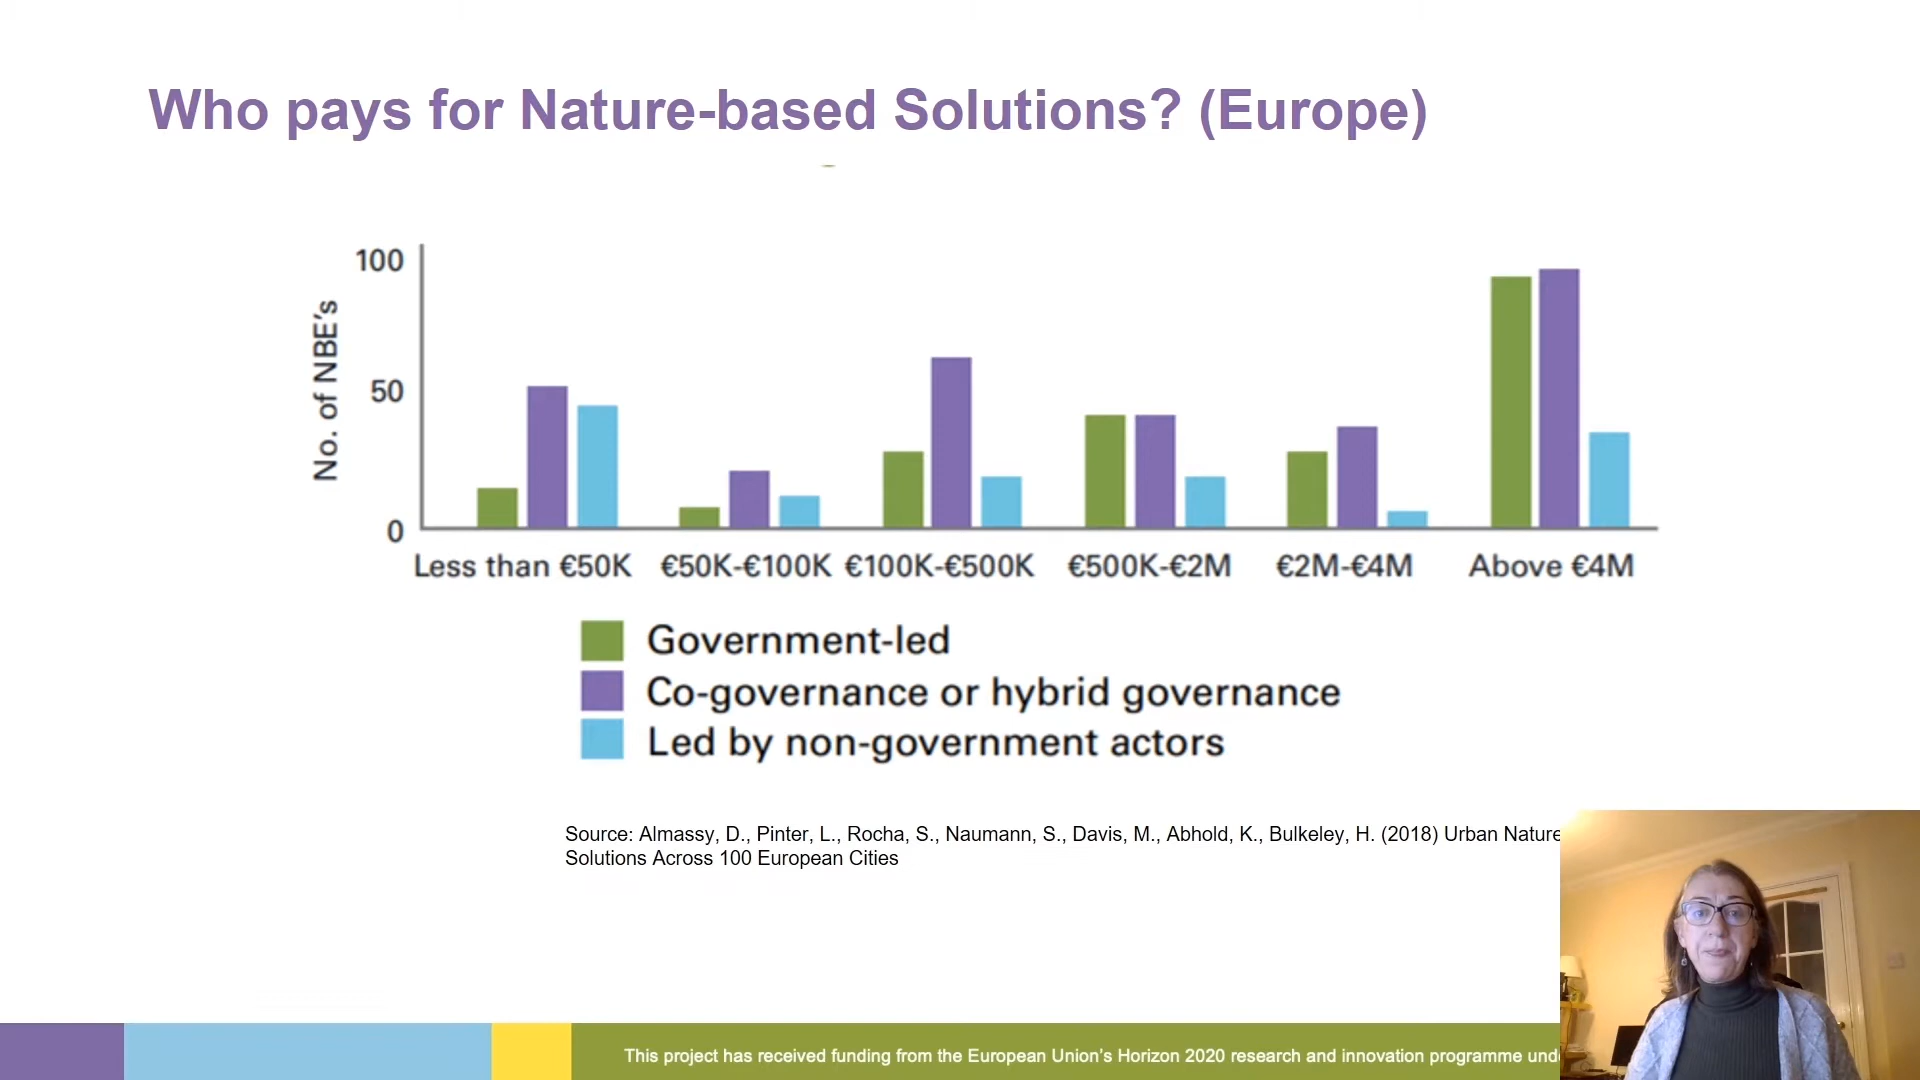 Who pays for Nature-based Solutions? (Europe)
100
50
0
No. of NBE's
Less than €50K
€50K-€100K
€100K-€500K
€500K-€2M
€2M-€4M
Above €4M
Government-led
Co-governance or hybrid governance
Led by non-government actors
Source: Almassy, D., Pinter, L., Rocha, S., Naumann, S., Davis, M., Abhold, K., Bulkeley, H. (2018) Urban Nature
Solutions Across 100 European Cities
This project has received funding from the European Union's Horizon 2020 research and innovation programme